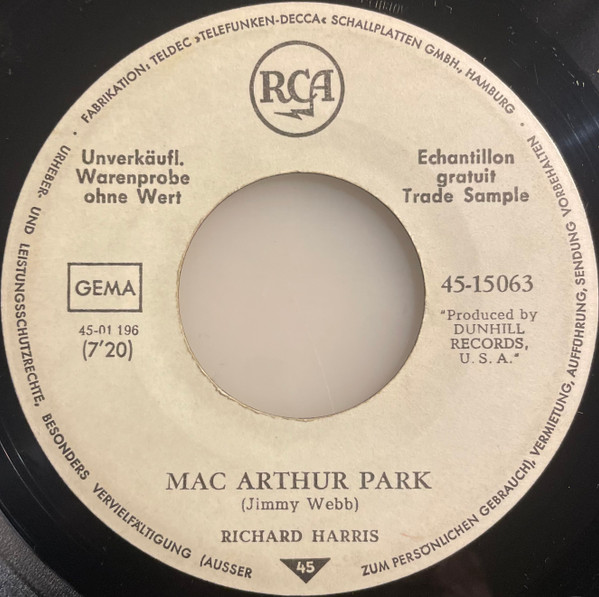 · FABRIKATION: TELDEC »TELEFUNKEN-DECCA« SCHALLPLATTEN GMBH., HAMBURG ·
RCA
Unverkäufl.
Warenprobe
ohne Wert
Echantillon
gratuit
Trade Sample
GEMA
45-01 196
(7'20)
45-15063
"Produced by
DUNHILL
RECORDS,
U. S. A."
MAC ARTHUR PARK
(Jimmy Webb)
RICHARD HARRIS
45
URHEBER- UND LEISTUNGSSCHUTZRECHTE, BESONDERS VERVIELFÄLTIGUNG (AUSSER ZUM PERSÖNLICHEN GEBRAUCH), VERMIETUNG, AUFFÜHRUNG, SENDUNG VORBEHALTEN